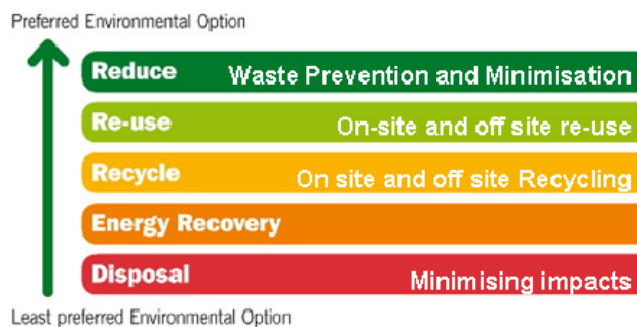 Preferred Environmental Option
Reduce Waste Prevention and Minimisation
Re-use On-site and off site re-use
Recycle On site and off site Recycling
Energy Recovery
Disposal Minimising impacts
Least preferred Environmental Option